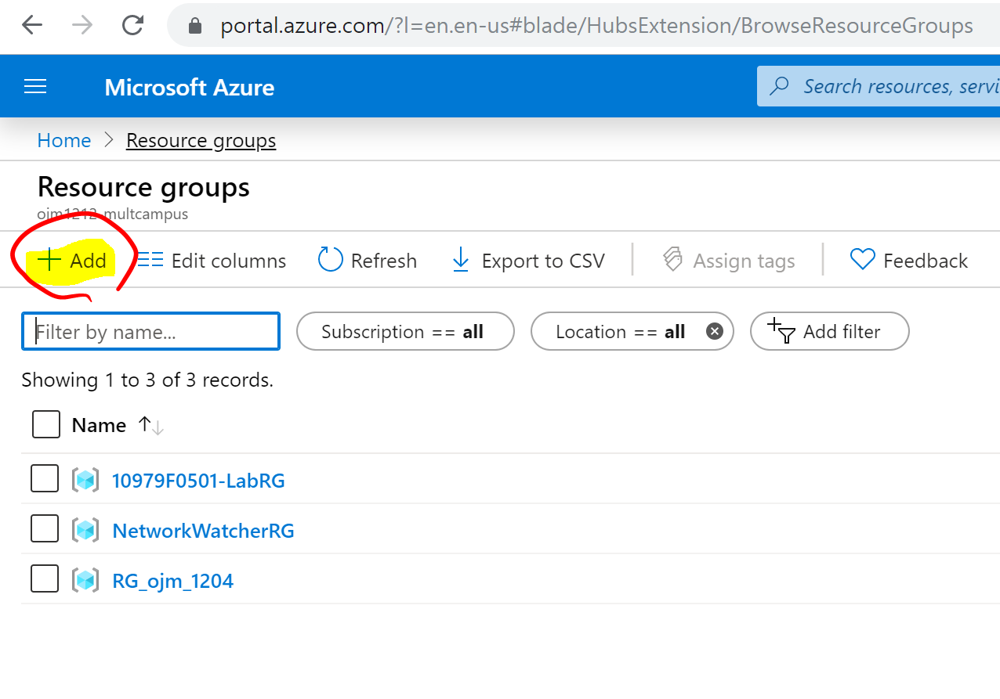 portal.azure.com/?l=en.en-us#blade/HubsExtension/BrowseResourceGroups
Microsoft Azure
Search resources, servi
Home > Resource groups
Resource groups
ojm1212-multcampus
Add Edit columns Refresh Export to CSV Assign tags Feedback
Filter by name... Subscription == all Location == all Add filter
Showing 1 to 3 of 3 records.
Name
10979F0501-LabRG
NetworkWatcherRG
RG_ojm_1204